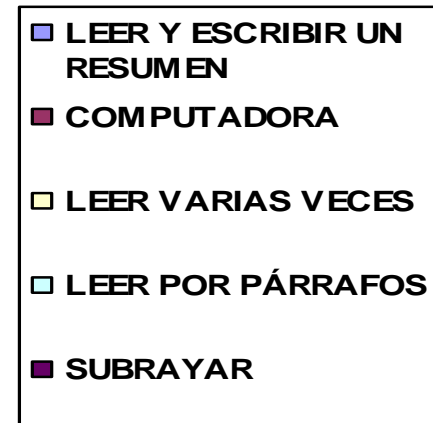 LEER Y ESCRIBIR UN
RESUMEN
COMPUTADORA
LEER VARIAS VECES
LEER POR PÁRRAFOS
SUBRAYAR